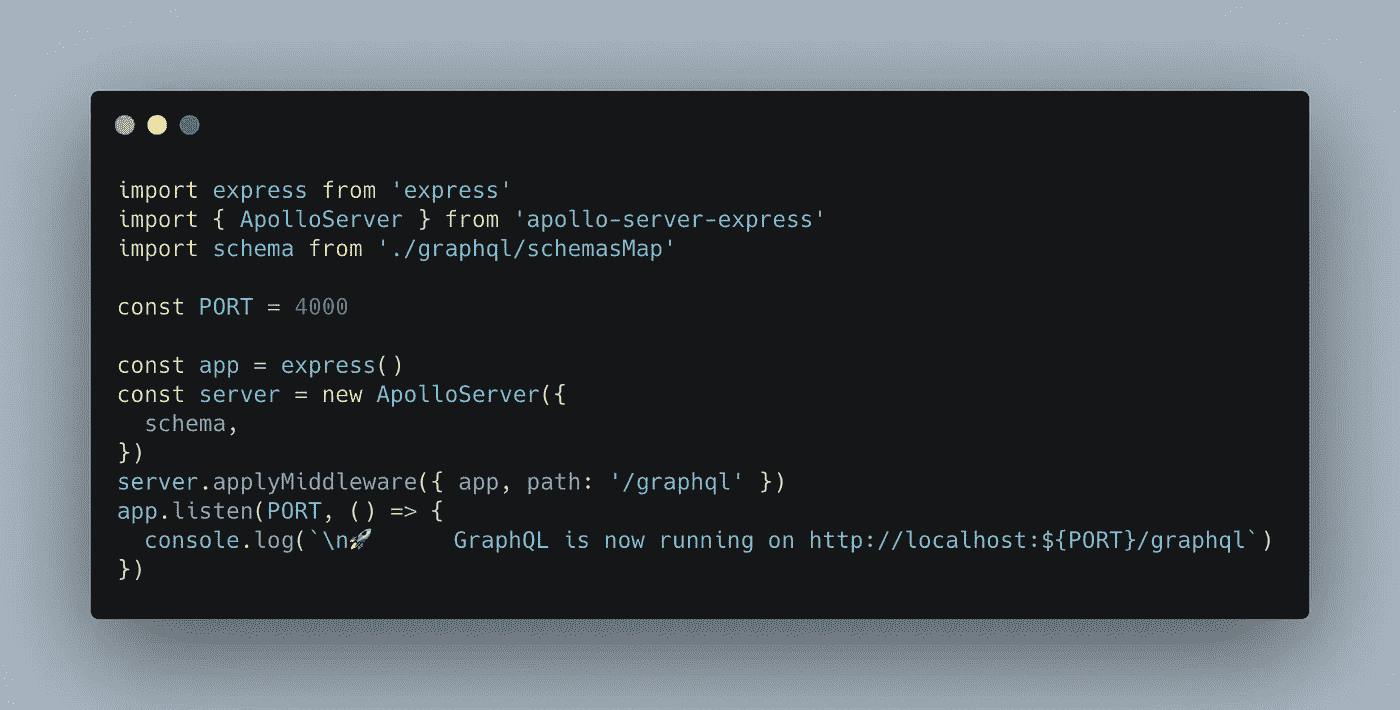 import express from 'express'
import { ApolloServer } from 'apollo-server-express'
import schema from './graphql/schemasMap'
const PORT = 4000
const app = express()
const server = new ApolloServer({
  schema,
})
server.applyMiddleware({ app, path: '/graphql' })
app.listen(PORT, () => {
  console.log(`\n🚀      GraphQL is now running on http://localhost:${PORT}/graphql`)
})